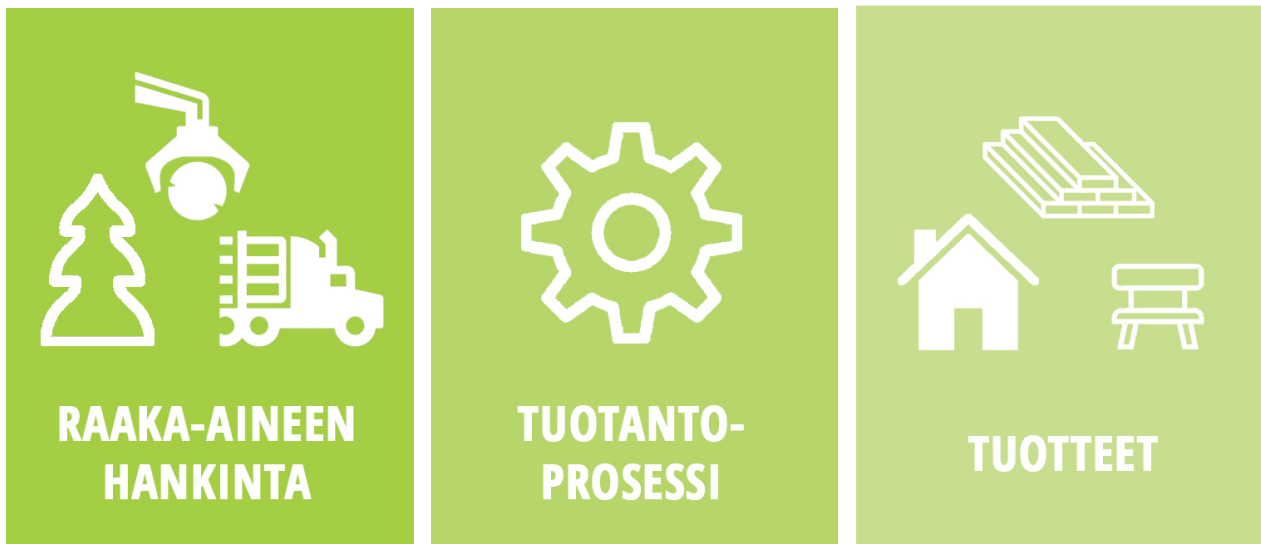 RAAKA-AINEEN
HANKINTA
TUOTANTO-
PROSESSI
TUOTTEET